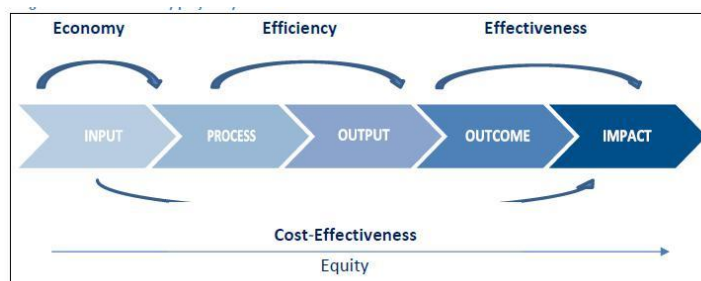 Economy Efficiency Effectiveness
INPUT PROCESS OUTPUT OUTCOME IMPACT
Cost-Effectiveness
Equity